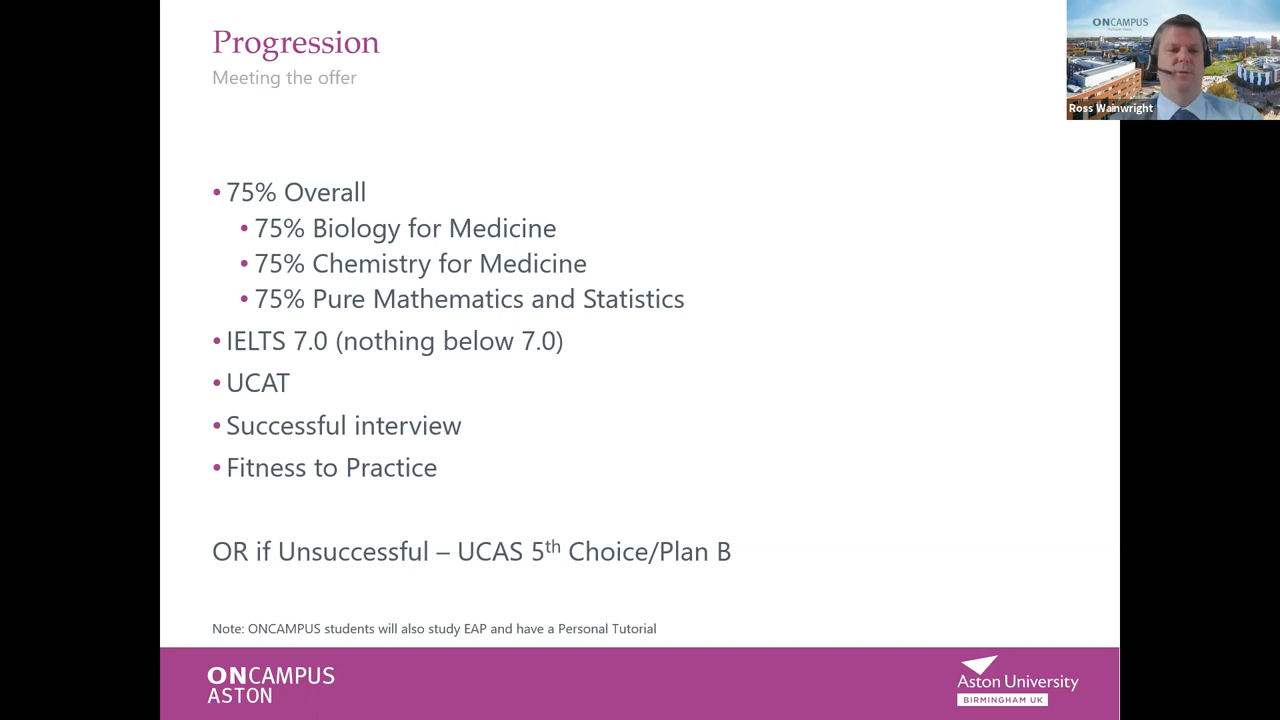 Progression
Meeting the offer
ONCAMPUS
Ross Wainwright
• 75% Overall
• 75% Biology for Medicine
• 75% Chemistry for Medicine
• 75% Pure Mathematics and Statistics
• IELTS 7.0 (nothing below 7.0)
• UCAT
• Successful interview
• Fitness to Practice
OR if Unsuccessful – UCAS 5th Choice/Plan B
Note: ONCAMPUS students will also study EAP and have a Personal Tutorial
ONCAMPUS
ASTON
Aston University
BIRMINGHAM UK